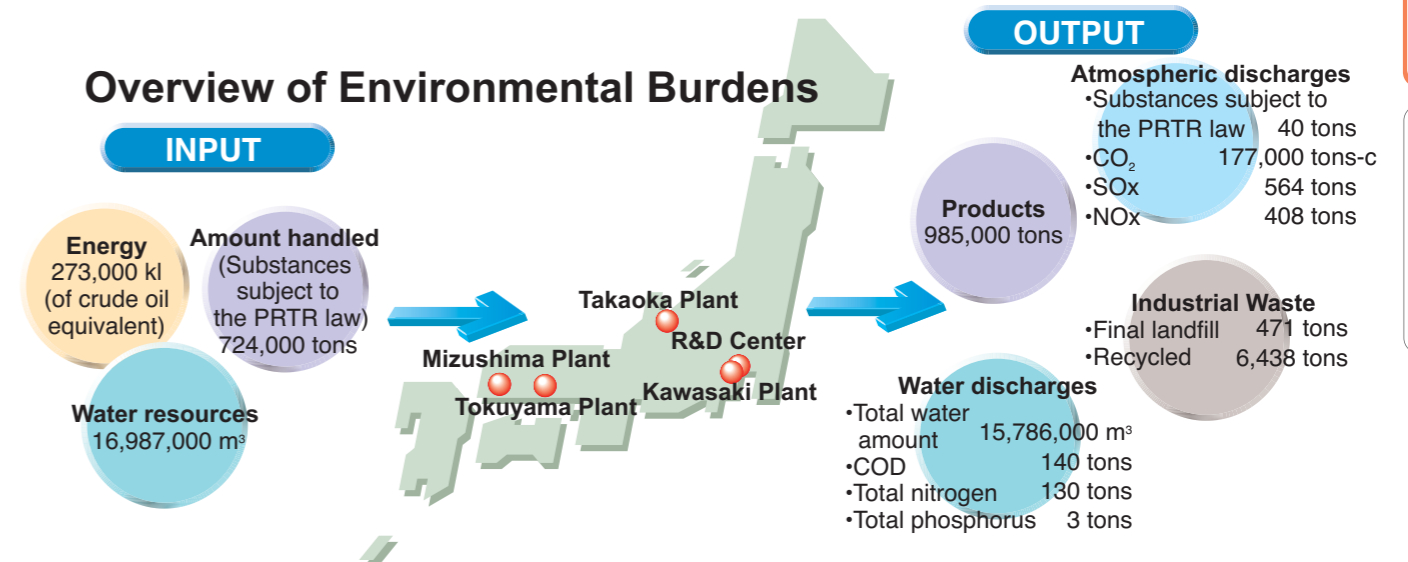 Overview of Environmental Burdens
INPUT
Energy
273,000 kl
(of crude oil
equivalent)
Amount handled
(Substances
subject to
the PRTR law)
724,000 tons
Water resources
16,987,000 m³
Takaoka Plant
R&D Center
Mizushima Plant
Kawasaki Plant
Tokuyama Plant
OUTPUT
Products
985,000 tons
Atmospheric discharges
•Substances subject to
the PRTR law 40 tons
•CO₂ 177,000 tons-c
•SOx 564 tons
•NOx 408 tons
Industrial Waste
•Final landfill 471 tons
•Recycled 6,438 tons
Water discharges
•Total water
amount 15,786,000 m³
•COD 140 tons
•Total nitrogen 130 tons
•Total phosphorus 3 tons